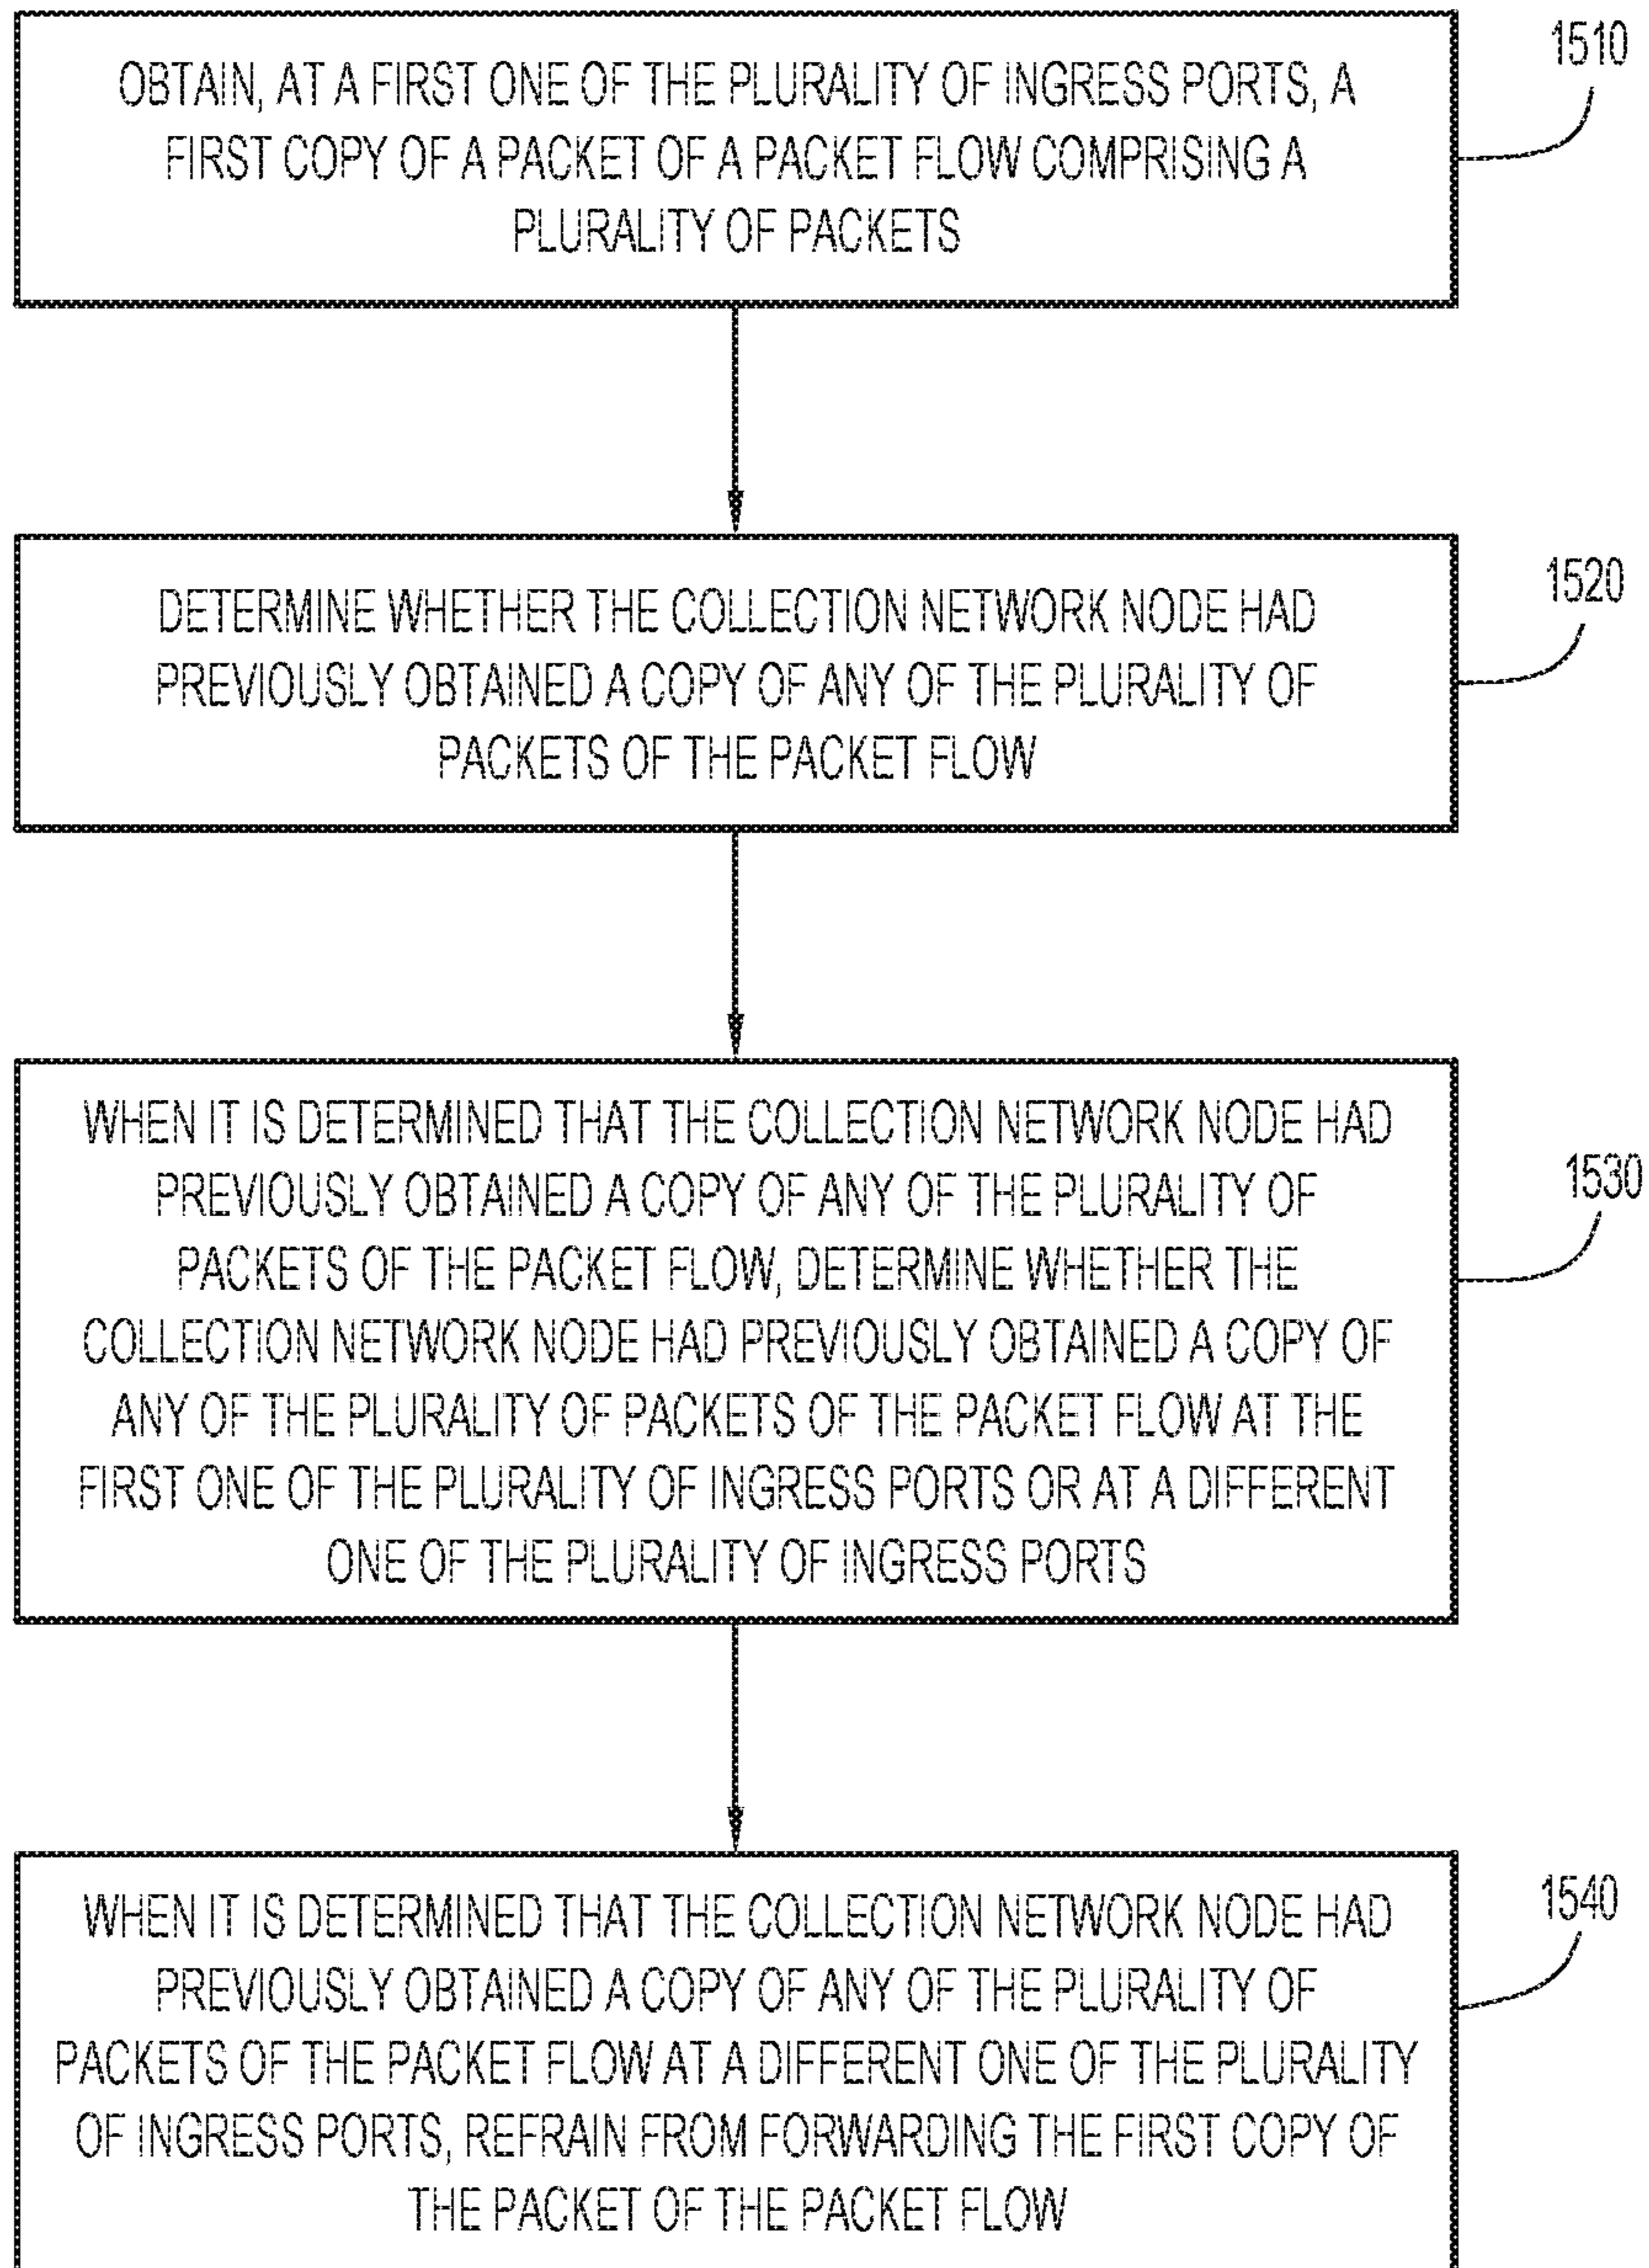 OBTAIN, AT A FIRST ONE OF THE PLURALITY OF INGRESS PORTS, A
FIRST COPY OF A PACKET OF A PACKET FLOW COMPRISING A
PLURALITY OF PACKETS
1510
DETERMINE WHETHER THE COLLECTION NETWORK NODE HAD
PREVIOUSLY OBTAINED A COPY OF ANY OF THE PLURALITY OF
PACKETS OF THE PACKET FLOW
1520
WHEN IT IS DETERMINED THAT THE COLLECTION NETWORK NODE HAD
PREVIOUSLY OBTAINED A COPY OF ANY OF THE PLURALITY OF
PACKETS OF THE PACKET FLOW, DETERMINE WHETHER THE
COLLECTION NETWORK NODE HAD PREVIOUSLY OBTAINED A COPY OF
ANY OF THE PLURALITY OF PACKETS OF THE PACKET FLOW AT THE
FIRST ONE OF THE PLURALITY OF INGRESS PORTS OR AT A DIFFERENT
ONE OF THE PLURALITY OF INGRESS PORTS
1530
WHEN IT IS DETERMINED THAT THE COLLECTION NETWORK NODE HAD
PREVIOUSLY OBTAINED A COPY OF ANY OF THE PLURALITY OF
PACKETS OF THE PACKET FLOW AT A DIFFERENT ONE OF THE PLURALITY
OF INGRESS PORTS, REFRAIN FROM FORWARDING THE FIRST COPY OF
THE PACKET OF THE PACKET FLOW
1540